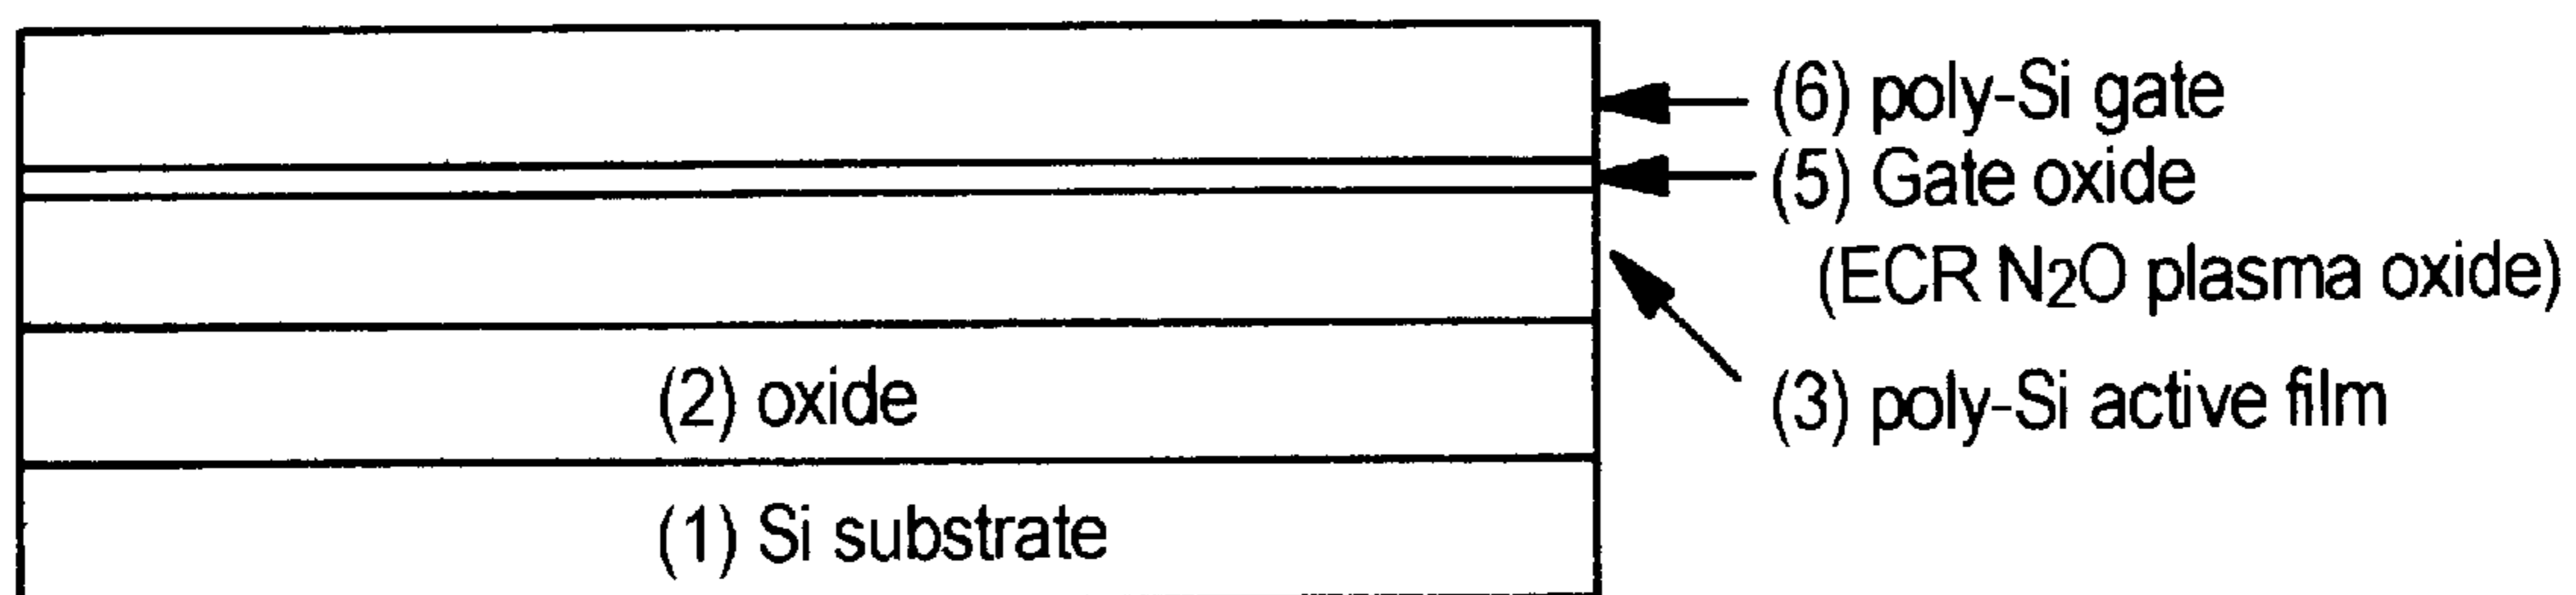 (6) poly-Si gate
(5) Gate oxide
(ECR N2O plasma oxide)
(3) poly-Si active film
(2) oxide
(1) Si substrate